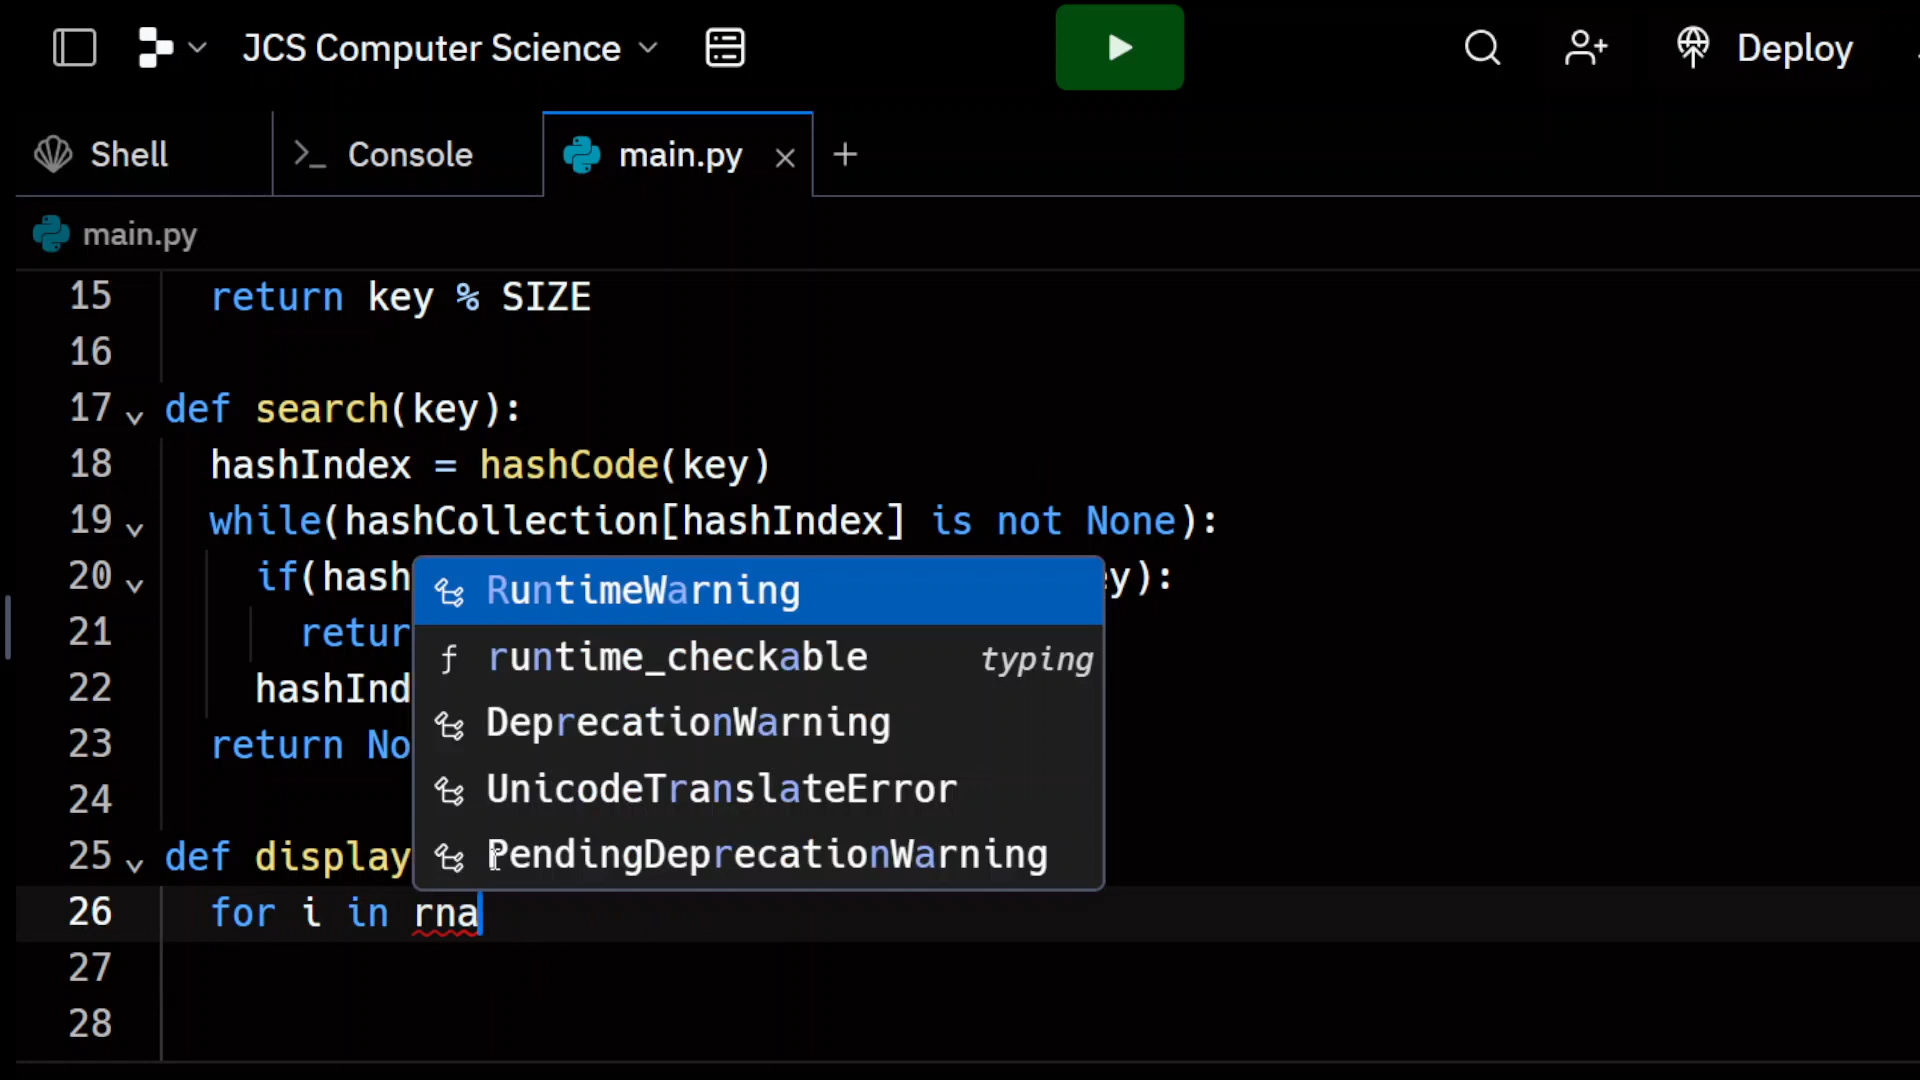 JCS Computer Science
Deploy
Shell
Console
main.py
main.py
15 return key % SIZE
16
17 def search(key):
18 hashIndex = hashCode(key)
19 while(hashCollection[hashIndex] is not None):
20 if(hash y):
21 retur
22 hashInd
23 return No
24
25 def display
26 for i in rna
27
28
RuntimeWarning
runtime_checkable typing
DeprecationWarning
UnicodeTranslateError
PendingDeprecationWarning